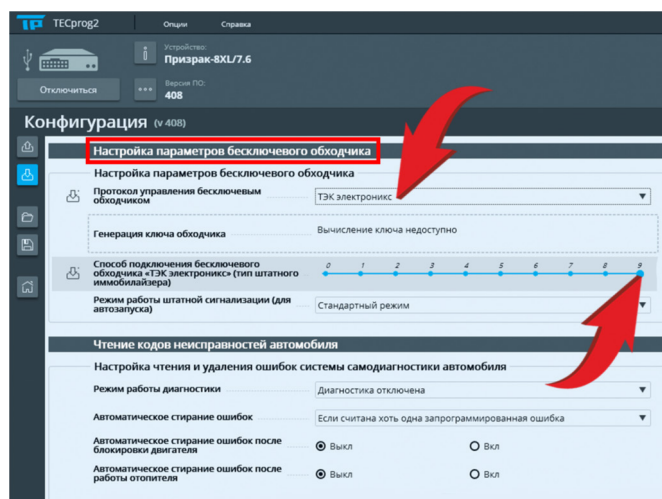 TP TECprog2 Опции Справка
Устройство:
Призрак-8XL/7.6
Отключиться
Версия ПО:
408
Конфигурация (v 408)
Настройка параметров бесключевого обходчика
Настройка параметров бесключевого обходчика
Протокол управления бесключевым
обходчиком
ТЭК электроникс
Генерация ключа обходчика
Вычисление ключа недоступно
Способ подключения бесключевого
обходчика «ТЭК электроникс» (тип штатного
иммобилайзера)
0 1 2 3 4 5 6 7 8 9
Режим работы штатной сигнализации (для
автозапуска)
Стандартный режим
Чтение кодов неисправностей автомобиля
Настройка чтения и удаления ошибок системы самодиагностики автомобиля
Режим работы диагностики
Диагностика отключена
Автоматическое стирание ошибок
Если считана хоть одна запрограммированная ошибка
Автоматическое стирание ошибок после
блокировки двигателя
Выкл Вкл
Автоматическое стирание ошибок после
работы отопителя
Выкл Вкл